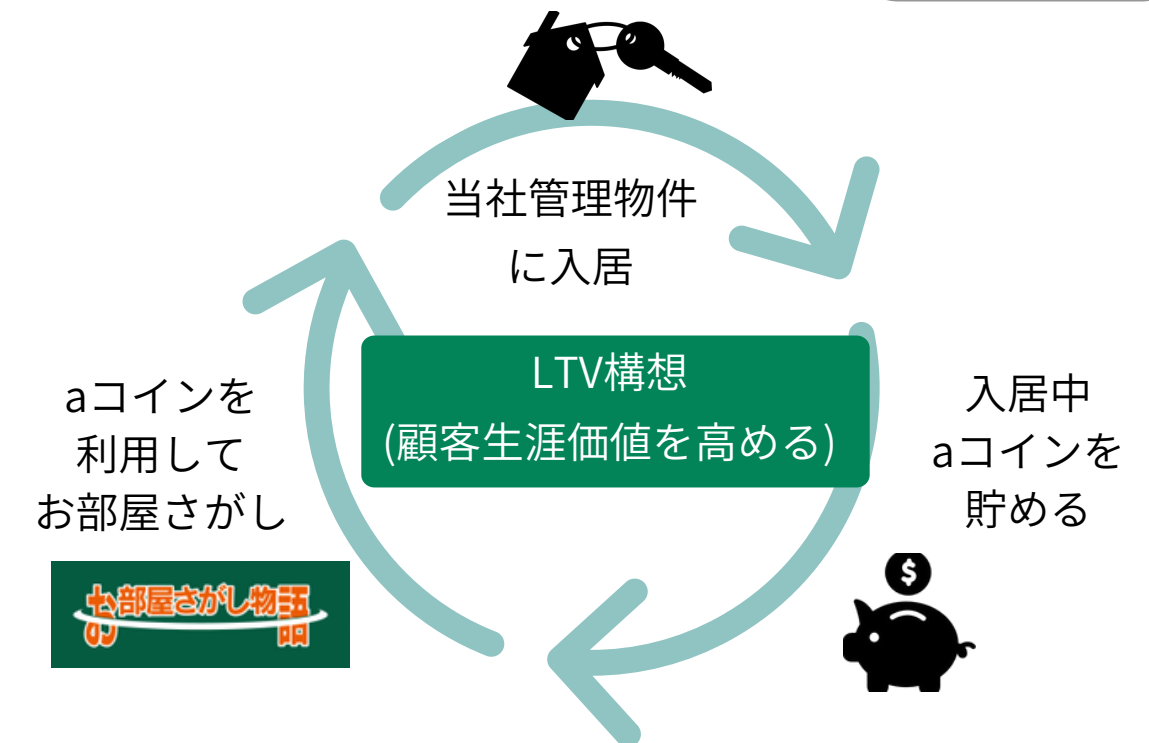 当社管理物件
に入居
LTV構想
(顧客生涯価値を高める)
入居中
aコインを
貯める
$
aコインを
利用して
お部屋さがし
お部屋さがし物語